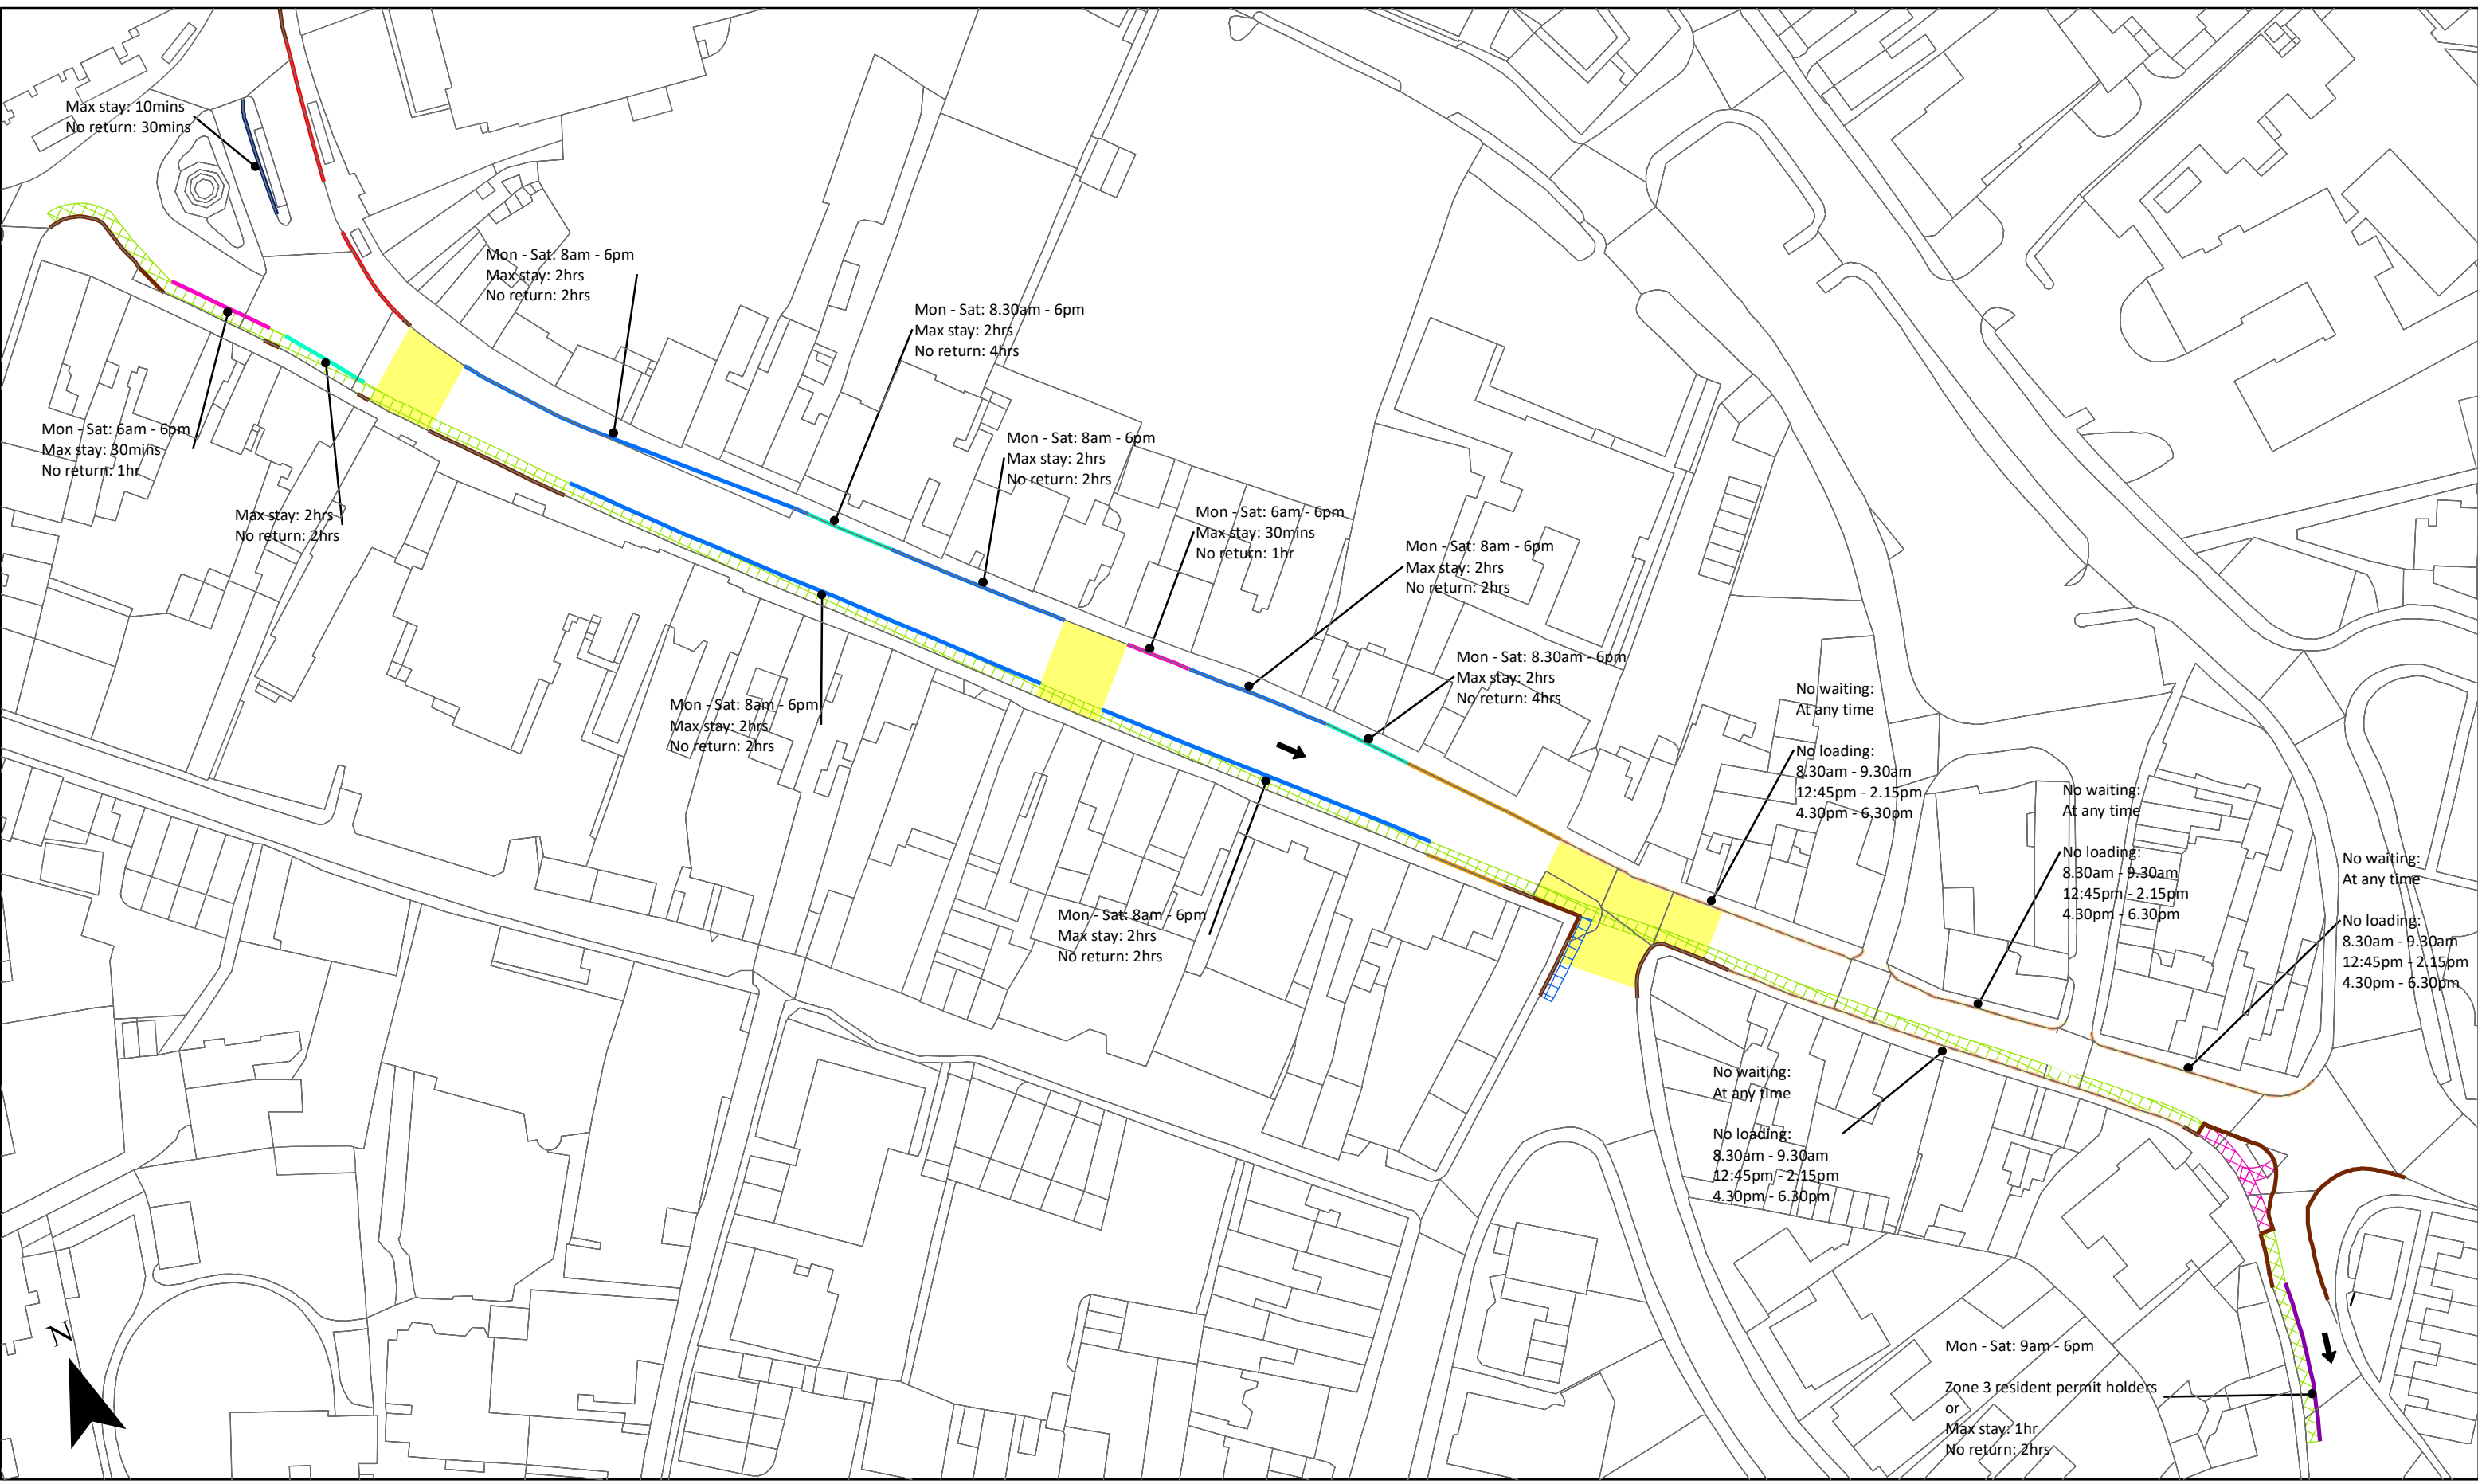 Max stay: 10mins
No return: 30mins
Mon - Sat: 8am - 6pm
Max stay: 2hrs
No return: 2hrs
Mon - Sat: 8.30am - 6pm
Max stay: 2hrs
No return: 4hrs
Mon - Sat: 6am - 6pm
Max stay: 30mins
No return: 1hr
Mon - Sat: 8am - 6pm
Max stay: 2hrs
No return: 2hrs
Max stay: 2hrs
No return: 2hrs
Mon - Sat: 6am - 6pm
Max stay: 30mins
No return: 1hr
Mon - Sat: 8am - 6pm
Max stay: 2hrs
No return: 2hrs
Mon - Sat: 8.30am - 6pm
Max stay: 2hrs
No return: 4hrs
Mon - Sat: 8am - 6pm
Max stay: 2hrs
No return: 2hrs
No waiting:
At any time
No loading:
8.30am - 9.30am
12:45pm - 2.15pm
4.30pm - 6.30pm
No waiting:
At any time
No loading:
8.30am - 9.30am
12:45pm - 2.15pm
4.30pm - 6.30pm
No waiting:
At any time
No loading:
8.30am - 9.30am
12:45pm - 2.15pm
4.30pm - 6.30pm
Mon - Sat: 8am - 6pm
Max stay: 2hrs
No return: 2hrs
No waiting:
At any time
No loading:
8.30am - 9.30am
12:45pm - 2.15pm
4.30pm - 6.30pm
N
Mon - Sat: 9am - 6pm
Zone 3 resident permit holders
or
Max stay: 1hr
No return: 2hrs